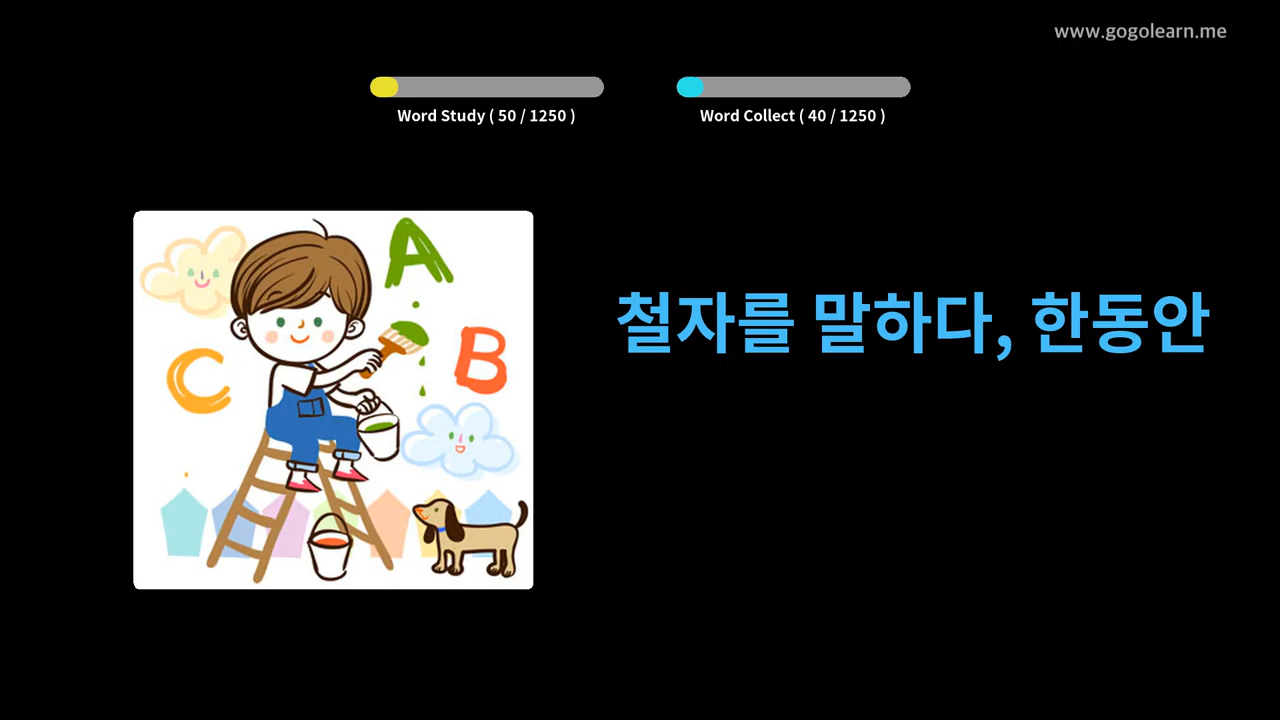 www.gogolearn.me
Word Study ( 50 / 1250 )
Word Collect ( 40 / 1250 )
A
B
C
철자를 말하다, 한동안